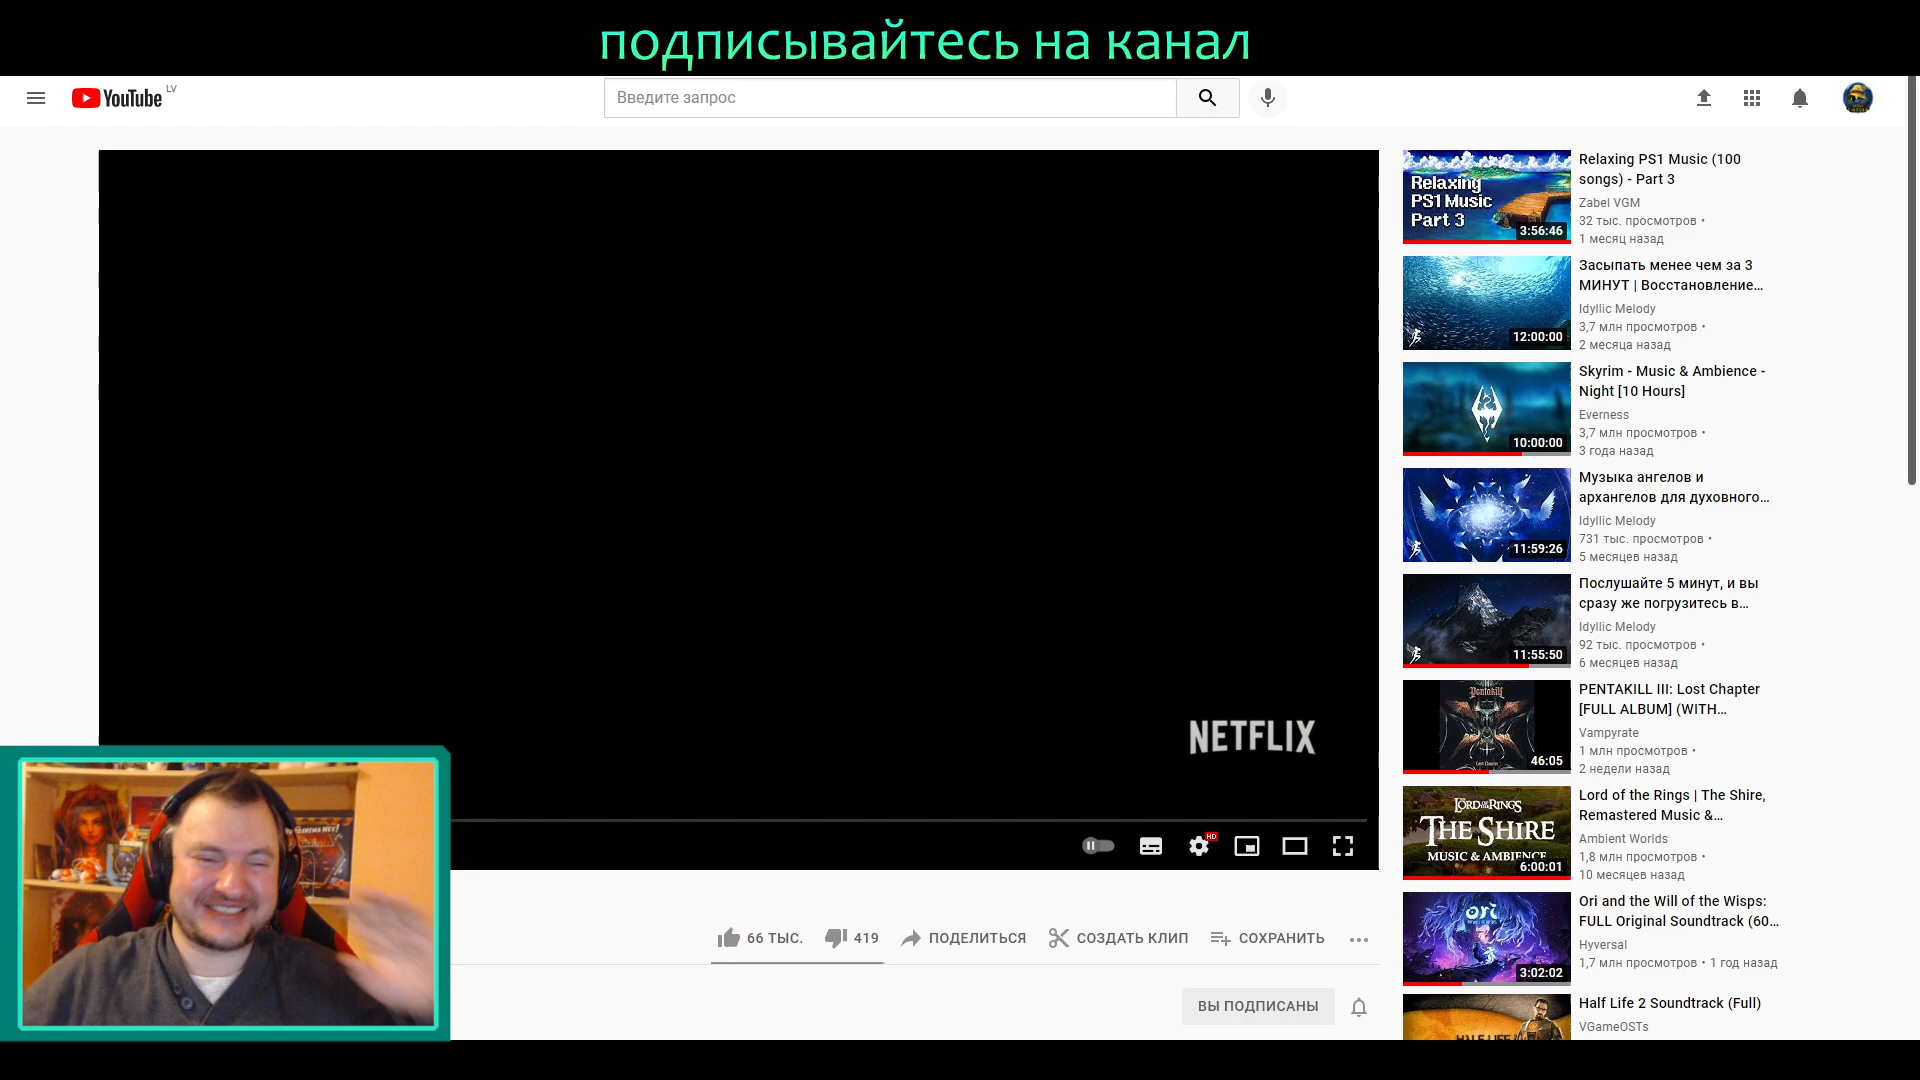 подписывайтесь на канал
YouTube LV
Введите запрос
NETFLIX
HD
66 ТЫС.
419
ПОДЕЛИТЬСЯ
СОЗДАТЬ КЛИП
СОХРАНИТЬ
ВЫ ПОДПИСАНЫ
Relaxing
PS1 Music
Part 3
3:56:46
Relaxing PS1 Music (100
songs) - Part 3
Zabel VGM
32 тыс. просмотров •
1 месяц назад
12:00:00
Засыпать менее чем за 3
МИНУТ | Восстановление…
Idyllic Melody
3,7 млн просмотров •
2 месяца назад
10:00:00
Skyrim - Music & Ambience -
Night [10 Hours]
Everness
3,7 млн просмотров •
3 года назад
11:59:26
Музыка ангелов и
архангелов для духовного…
Idyllic Melody
731 тыс. просмотров •
5 месяцев назад
11:55:50
Послушайте 5 минут, и вы
сразу же погрузитесь в…
Idyllic Melody
92 тыс. просмотров •
6 месяцев назад
Pentakill
46:05
PENTAKILL III: Lost Chapter
[FULL ALBUM] (WITH…
Vampyrate
1 млн просмотров •
2 недели назад
THE SHIRE
MUSIC & AMBIENCE
6:00:01
Lord of the Rings | The Shire,
Remastered Music &…
Ambient Worlds
1,8 млн просмотров •
10 месяцев назад
ori
3:02:02
Ori and the Will of the Wisps:
FULL Original Soundtrack (60…
Hyversal
1,7 млн просмотров • 1 год назад
Half Life 2 Soundtrack (Full)
VGameOSTs